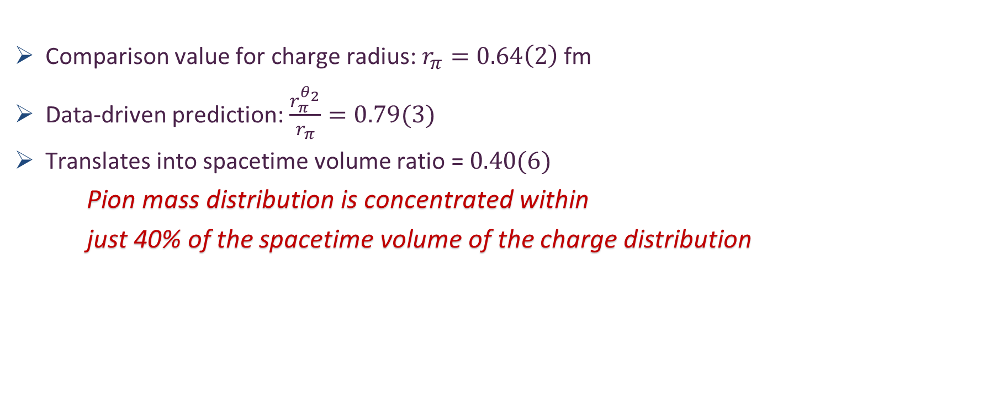 ➢ Comparison value for charge radius: $r_\pi = 0.64(2)$ fm
➢ Data-driven prediction: $\frac{r_\pi^{\theta_2}}{r_\pi} = 0.79(3)$
➢ Translates into spacetime volume ratio = $0.40(6)$
Pion mass distribution is concentrated within
just 40% of the spacetime volume of the charge distribution